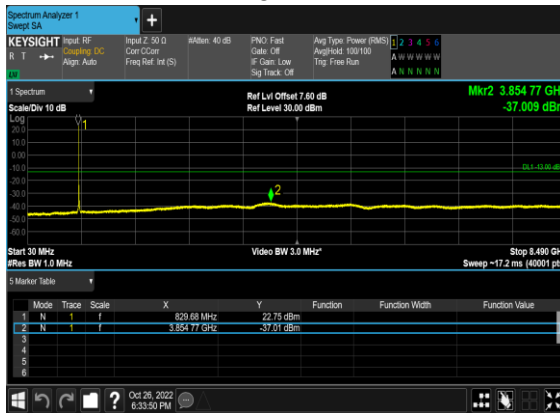 Spectrum Analyzer 1
Swept SA
KEYSIGHT Input: RF Input Z: 50 Ω #Atten: 40 dB PNO: Fast Avg Type: Power (RMS) 1 2 3 4 5 6
R T Coupling: DC Corr CCorr Gate: Off Avg|Hold: 100/100 A W W W W W
Align: Auto Freq Ref: Int (S) IF Gain: Low Trig: Free Run
Sig Track: Off A N N N N N
1 Spectrum Ref Lvl Offset 7.60 dB Mkr2 3.854 77 GH
Scale/Div 10 dB Ref Level 30.00 dBm -37.009 dBr
Log
20.0
10.0
0.00
-10.0
DL1 -13.00 dB
-20.0
-30.0
-40.0
-50.0
-60.0
1
2
Start 30 MHz Video BW 3.0 MHz* Stop 8.490 GH
#Res BW 1.0 MHz Sweep ~17.2 ms (40001 pt
5 Marker Table
Mode Trace Scale X Y Function Function Width Function Value
1 N 1 f 829.68 MHz 22.75 dBm
2 N 1 f 3.854 77 GHz -37.01 dBm
3
4
5
6
? Oct 26, 2022
6:33:50 PM